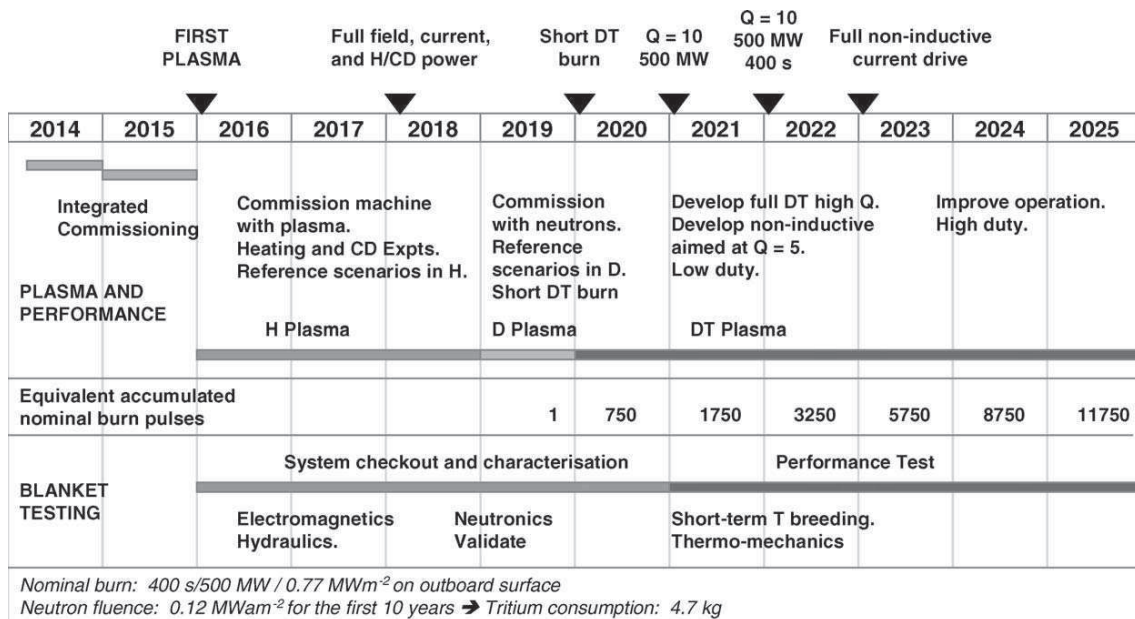 FIRST
PLASMA
Full field, current,
and H/CD power
Short DT
burn
Q = 10
500 MW
Q = 10
500 MW
400 s
Full non-inductive
current drive
2014 2015 2016 2017 2018 2019 2020 2021 2022 2023 2024 2025
Integrated
Commissioning
Commission machine
with plasma.
Heating and CD Expts.
Reference scenarios in H.
Commission
with neutrons.
Reference
scenarios in D.
Short DT burn
Develop full DT high Q.
Develop non-inductive
aimed at Q = 5.
Low duty.
Improve operation.
High duty.
PLASMA AND
PERFORMANCE
H Plasma D Plasma DT Plasma
Equivalent accumulated
nominal burn pulses
1 750 1750 3250 5750 8750 11750
System checkout and characterisation Performance Test
BLANKET
TESTING
Electromagnetics
Hydraulics.
Neutronics
Validate
Short-term T breeding.
Thermo-mechanics
Nominal burn: 400 s/500 MW / 0.77 MWm⁻² on outboard surface
Neutron fluence: 0.12 MWam⁻² for the first 10 years ➔ Tritium consumption: 4.7 kg